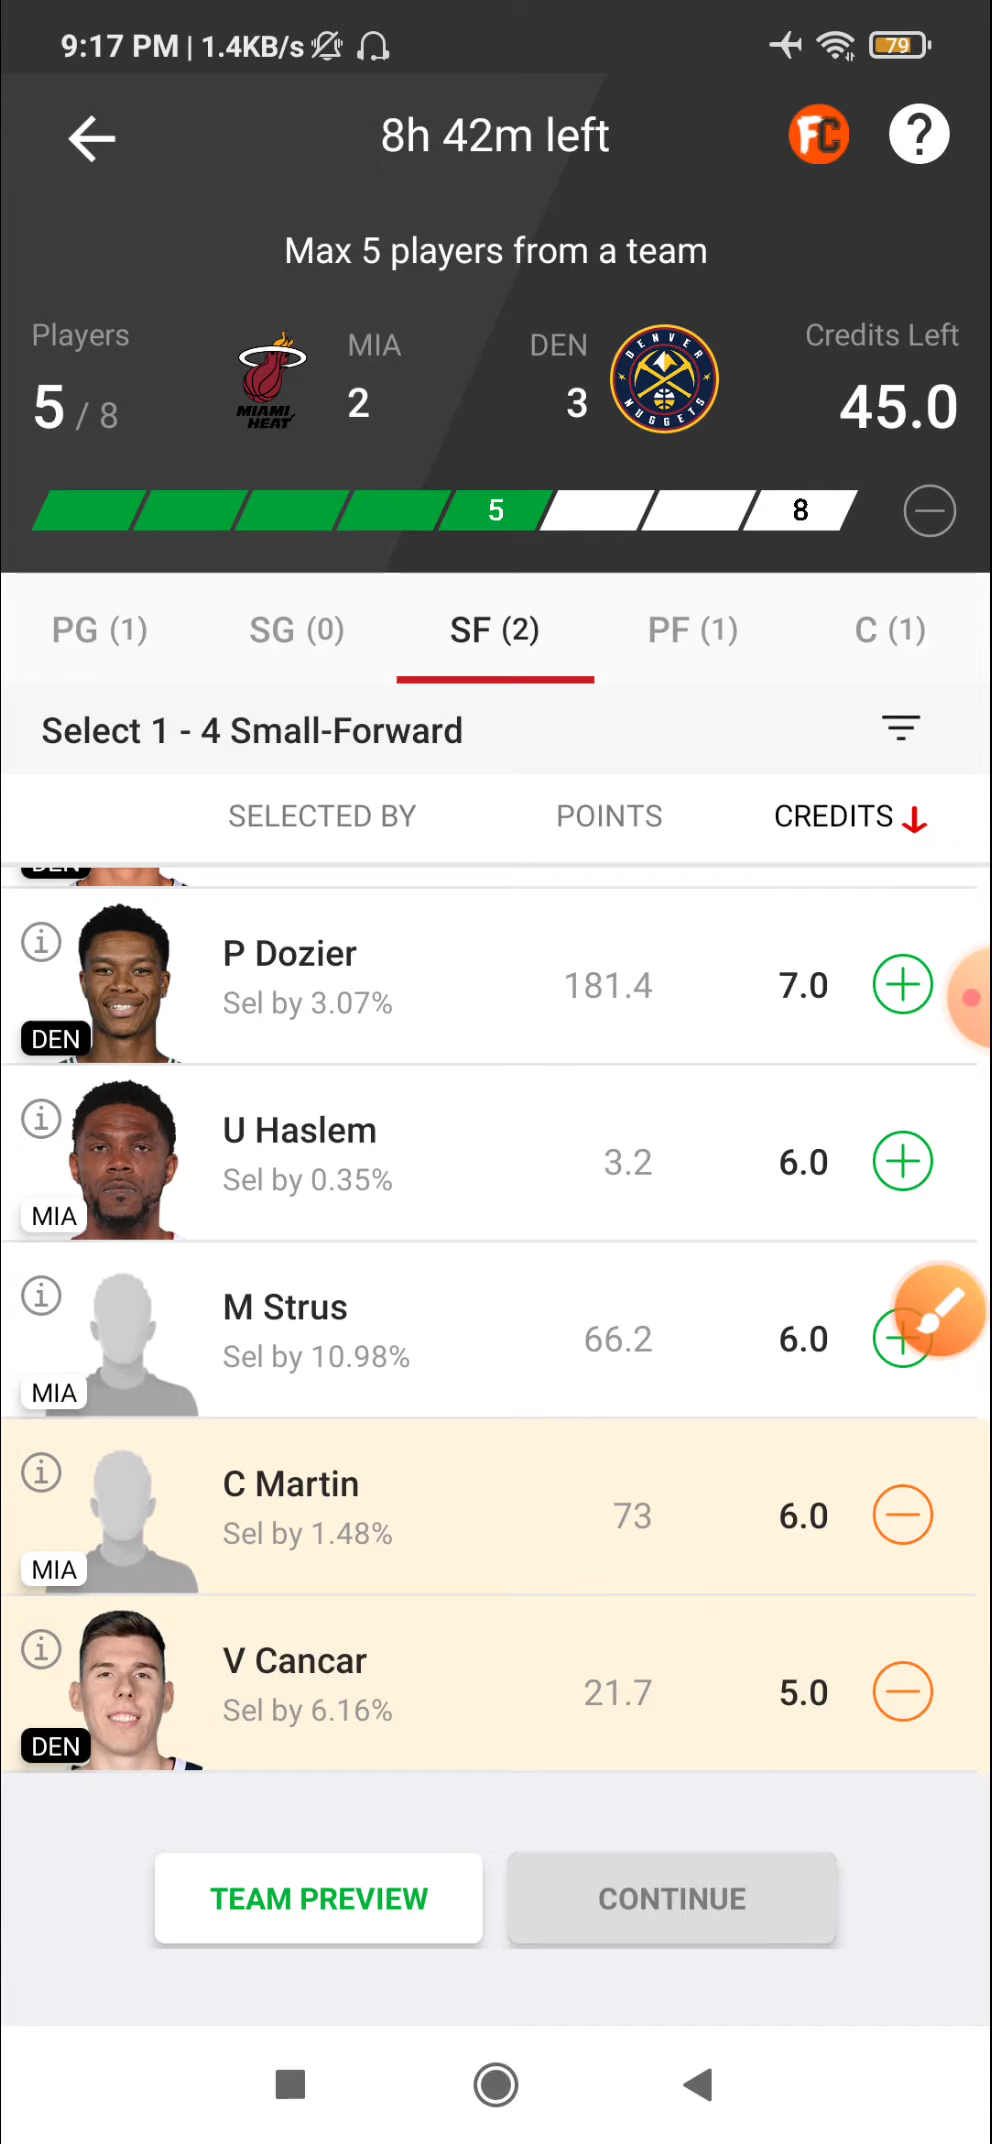 9:17 PM | 1.4KB/s
79
8h 42m left
FC
?
Max 5 players from a team
Players
MIA
DEN
Credits Left
5 / 8
MIAMI HEAT
2
3
DENVER NUGGETS
45.0
5
8
PG (1)
SG (0)
SF (2)
PF (1)
C (1)
Select 1 - 4 Small-Forward
SELECTED BY
POINTS
CREDITS
DEN
P Dozier
Sel by 3.07%
181.4
7.0
DEN
U Haslem
Sel by 0.35%
3.2
6.0
MIA
M Strus
Sel by 10.98%
66.2
6.0
MIA
C Martin
Sel by 1.48%
73
6.0
MIA
V Cancar
Sel by 6.16%
21.7
5.0
DEN
TEAM PREVIEW
CONTINUE